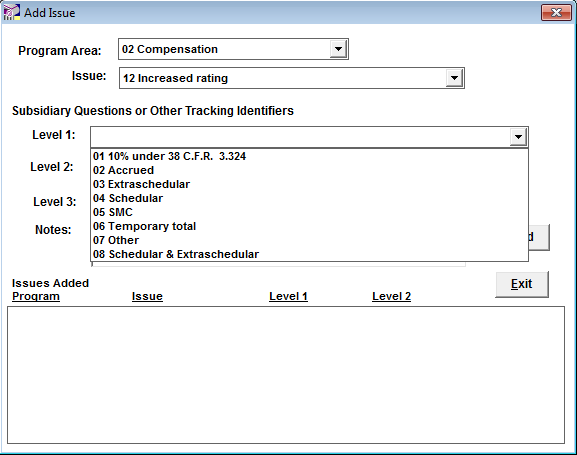 Add Issue
Program Area: 02 Compensation
Issue: 12 Increased rating
Subsidiary Questions or Other Tracking Identifiers
Level 1:
01 10% under 38 C.F.R. 3.324
Level 2: 02 Accrued
03 Extraschedular
Level 3: 04 Schedular
05 SMC
Notes: 06 Temporary total
07 Other d
08 Schedular & Extraschedular
Exit
Issues Added
Program Issue Level 1 Level 2